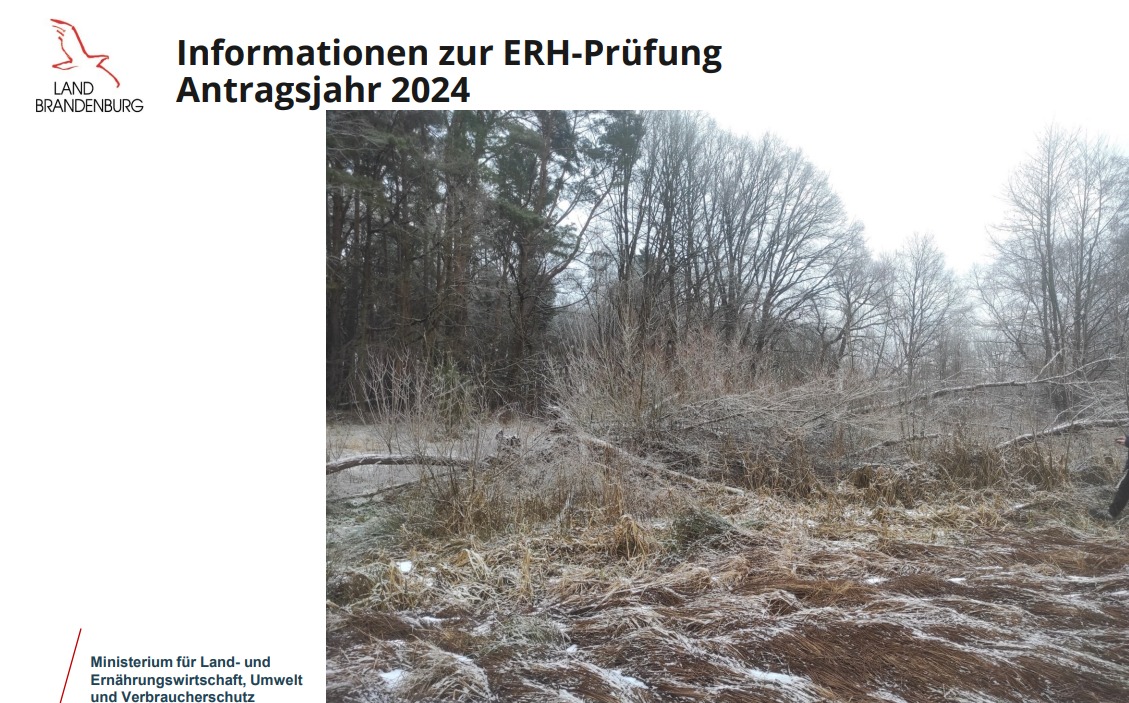 LAND
BRANDENBURG
Informationen zur ERH-Prüfung
Antragsjahr 2024
Ministerium für Land- und
Ernährungswirtschaft, Umwelt
und Verbraucherschutz